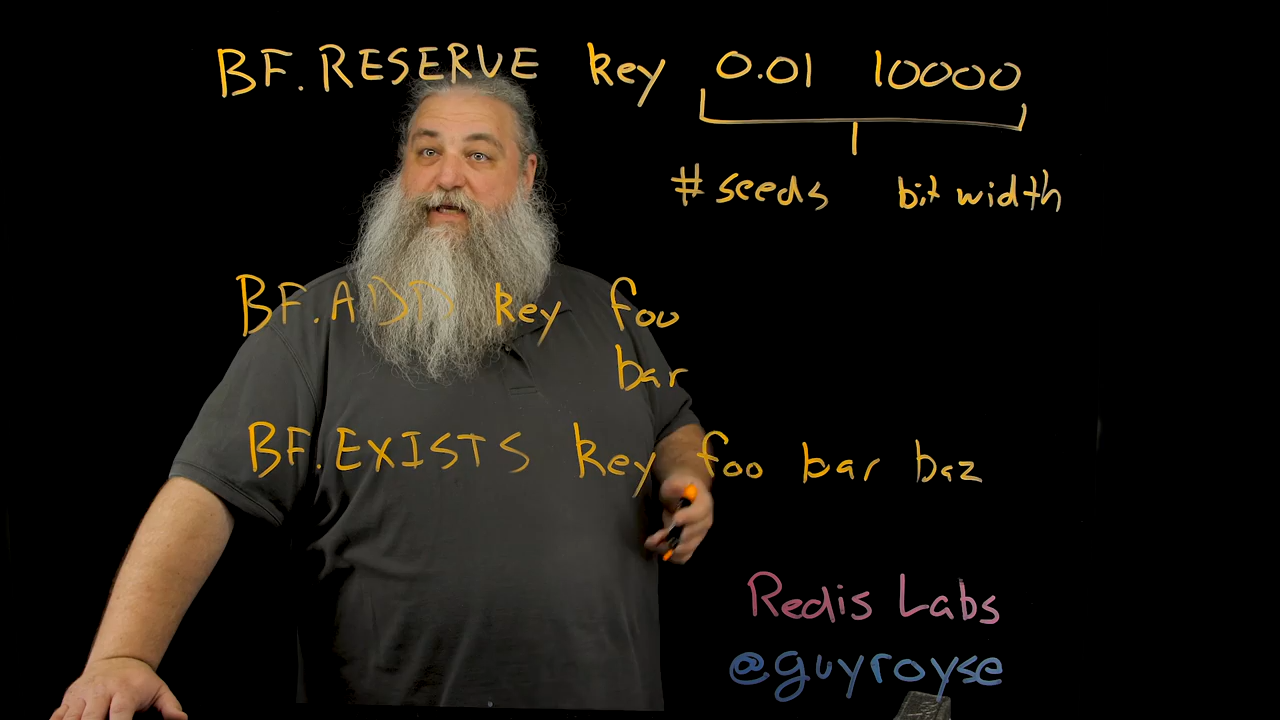 BF.RESERVE key 0.01 10000
# seeds bit width
BF.ADD key foo
bar
BF.EXISTS key foo bar baz
Redis Labs
@guyroyse